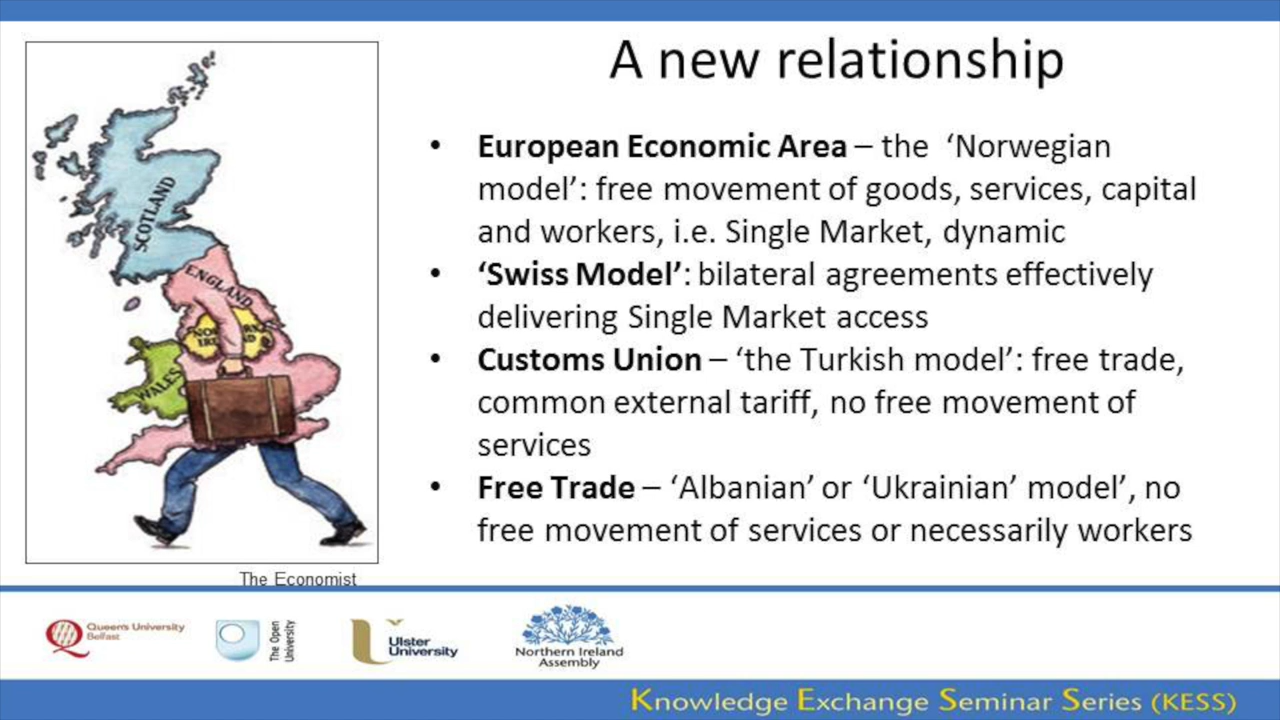 A new relationship
SCOTLAND
ENGLAND
WALES
The Economist
• European Economic Area – the ‘Norwegian
model’: free movement of goods, services, capital
and workers, i.e. Single Market, dynamic
• ‘Swiss Model’: bilateral agreements effectively
delivering Single Market access
• Customs Union – ‘the Turkish model’: free trade,
common external tariff, no free movement of
services
• Free Trade – ‘Albanian’ or ‘Ukrainian’ model’, no
free movement of services or necessarily workers
Queen's University
Belfast
The Open
University
Ulster
University
Northern Ireland
Assembly
Knowledge Exchange Seminar Series (KESS)